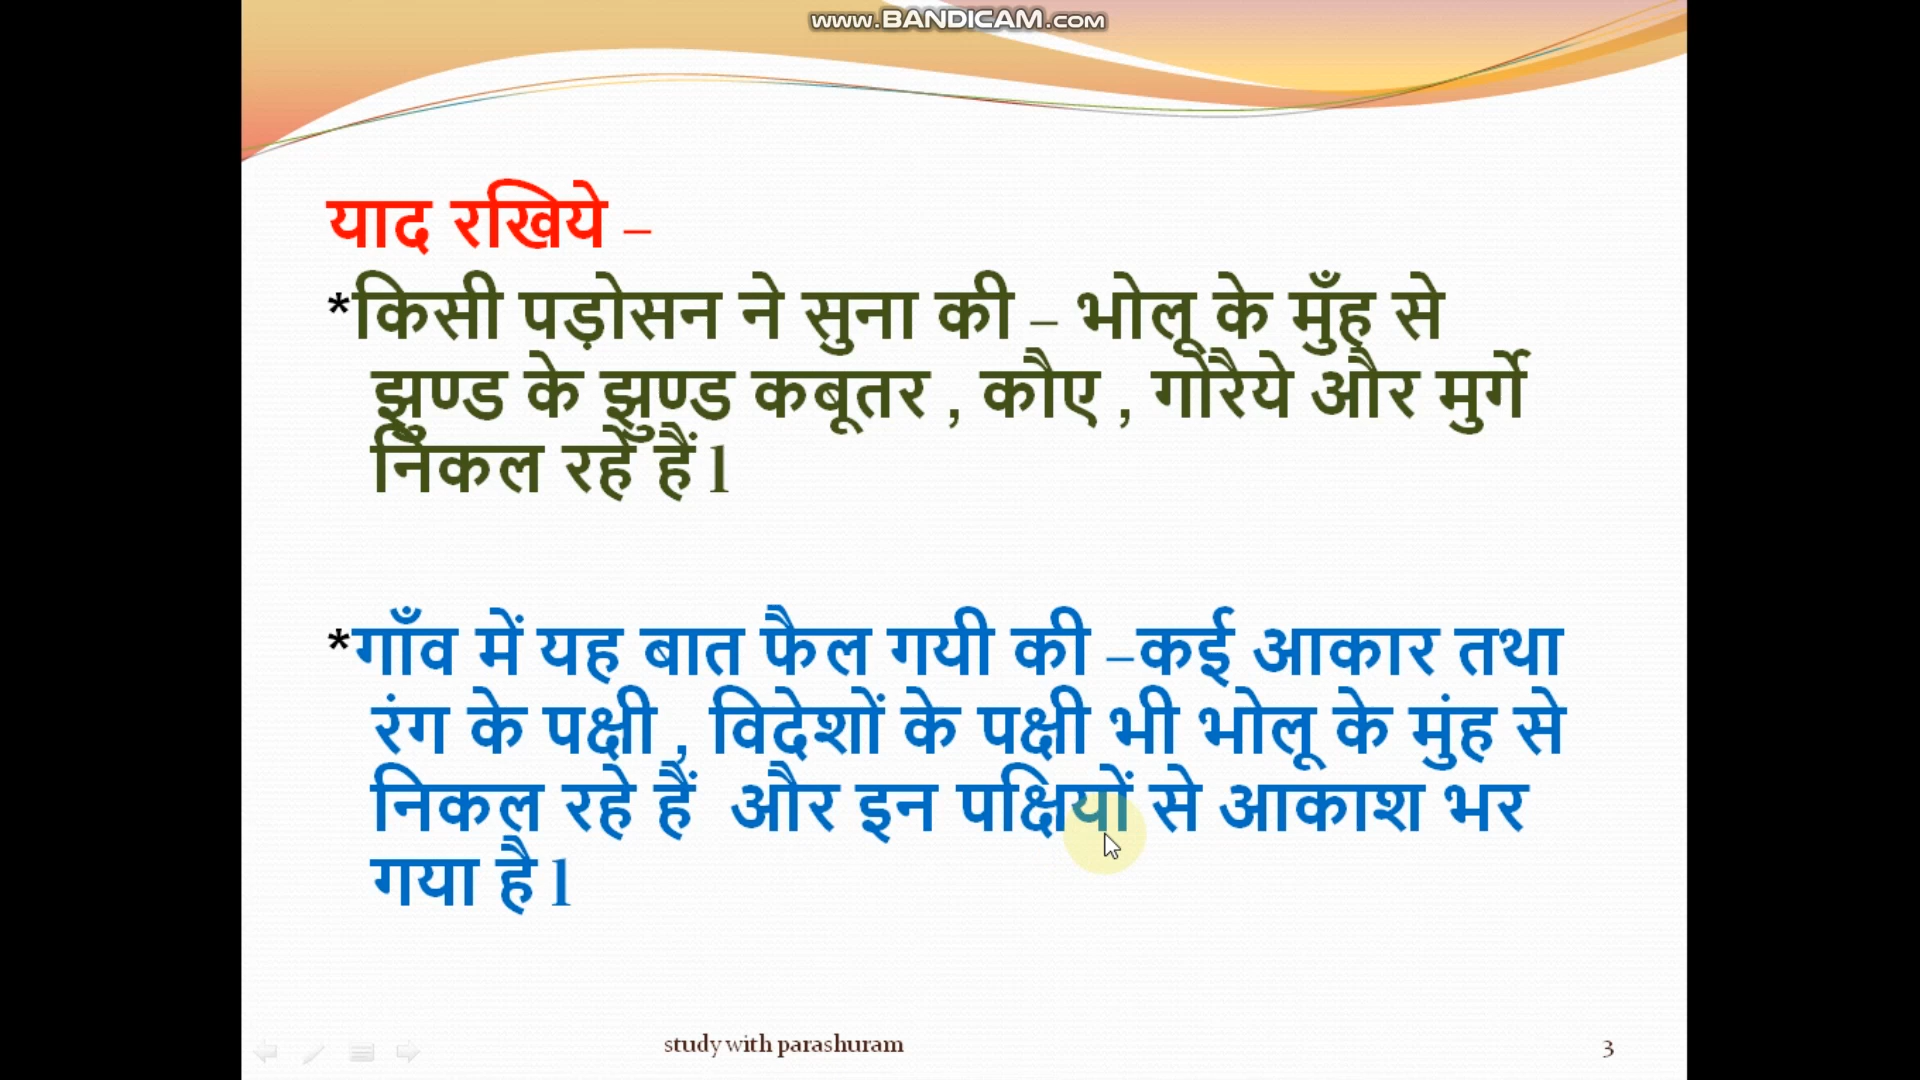 www.BANDICAM.com
याद रखिये –
*किसी पड़ोसन ने सुना की – भोलू के मुँह से
झुण्ड के झुण्ड कबूतर , कौए , गोरैये और मुर्गे
निकल रहे हैं l
*गाँव में यह बात फैल गयी की –कई आकार तथा
रंग के पक्षी , विदेशों के पक्षी भी भोलू के मुंह से
निकल रहे हैं और इन पक्षियों से आकाश भर
गया है l
study with parashuram
3